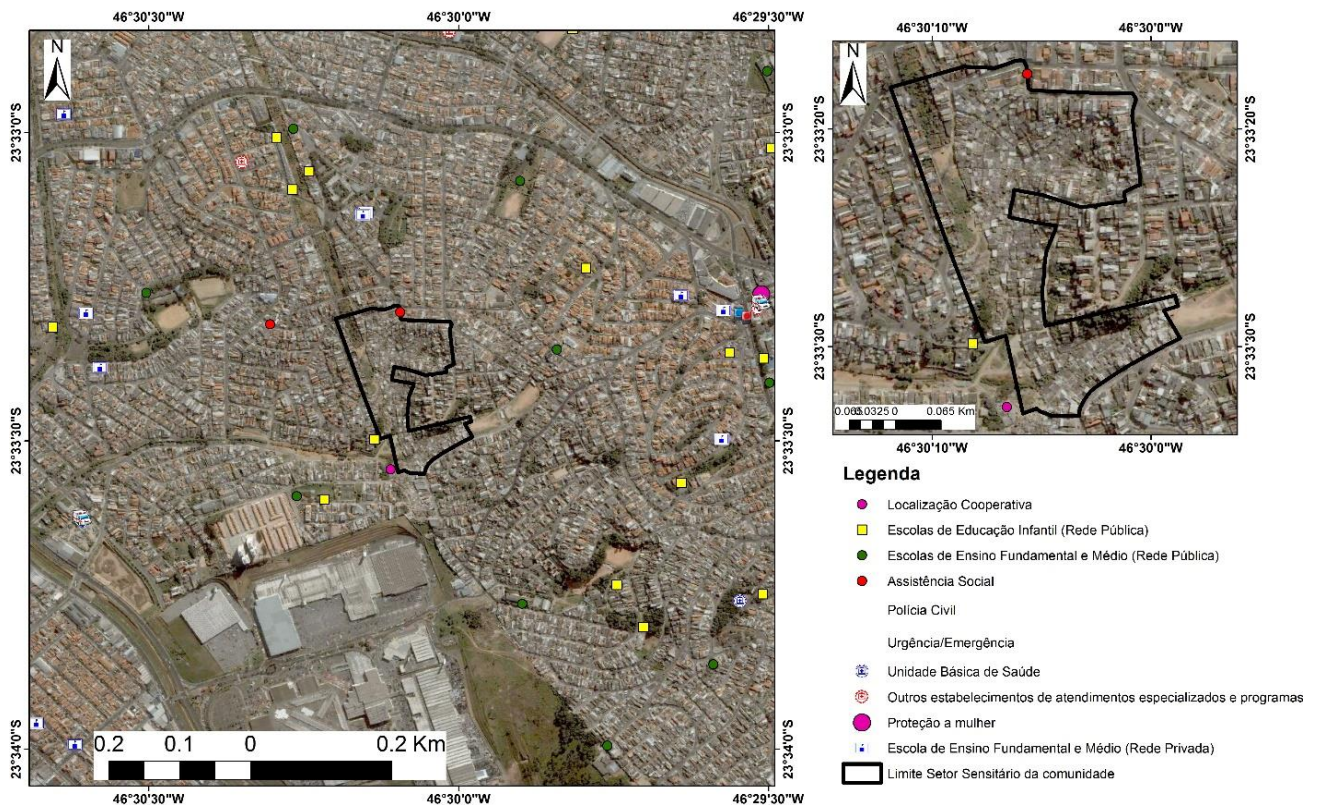 46°30'30"W
46°30'0"W
46°29'30"W
N
23°33'0"S
23°33'30"S
23°34'0"S
23°33'0"S
23°33'30"S
23°34'0"S
0.2 0.1 0 0.2 Km
46°30'30"W
46°30'0"W
46°29'30"W
46°30'10"W
46°30'0"W
N
23°33'20"S
23°33'30"S
23°33'20"S
23°33'30"S
0.065 0.0325 0 0.065 Km
46°30'10"W
46°30'0"W
Legenda
Localização Cooperativa
Escolas de Educação Infantil (Rede Pública)
Escolas de Ensino Fundamental e Médio (Rede Pública)
Assistência Social
Polícia Civil
Urgência/Emergência
Unidade Básica de Saúde
Outros estabelecimentos de atendimentos especializados e programas
Proteção a mulher
Escola de Ensino Fundamental e Médio (Rede Privada)
Limite Setor Sensitário da comunidade